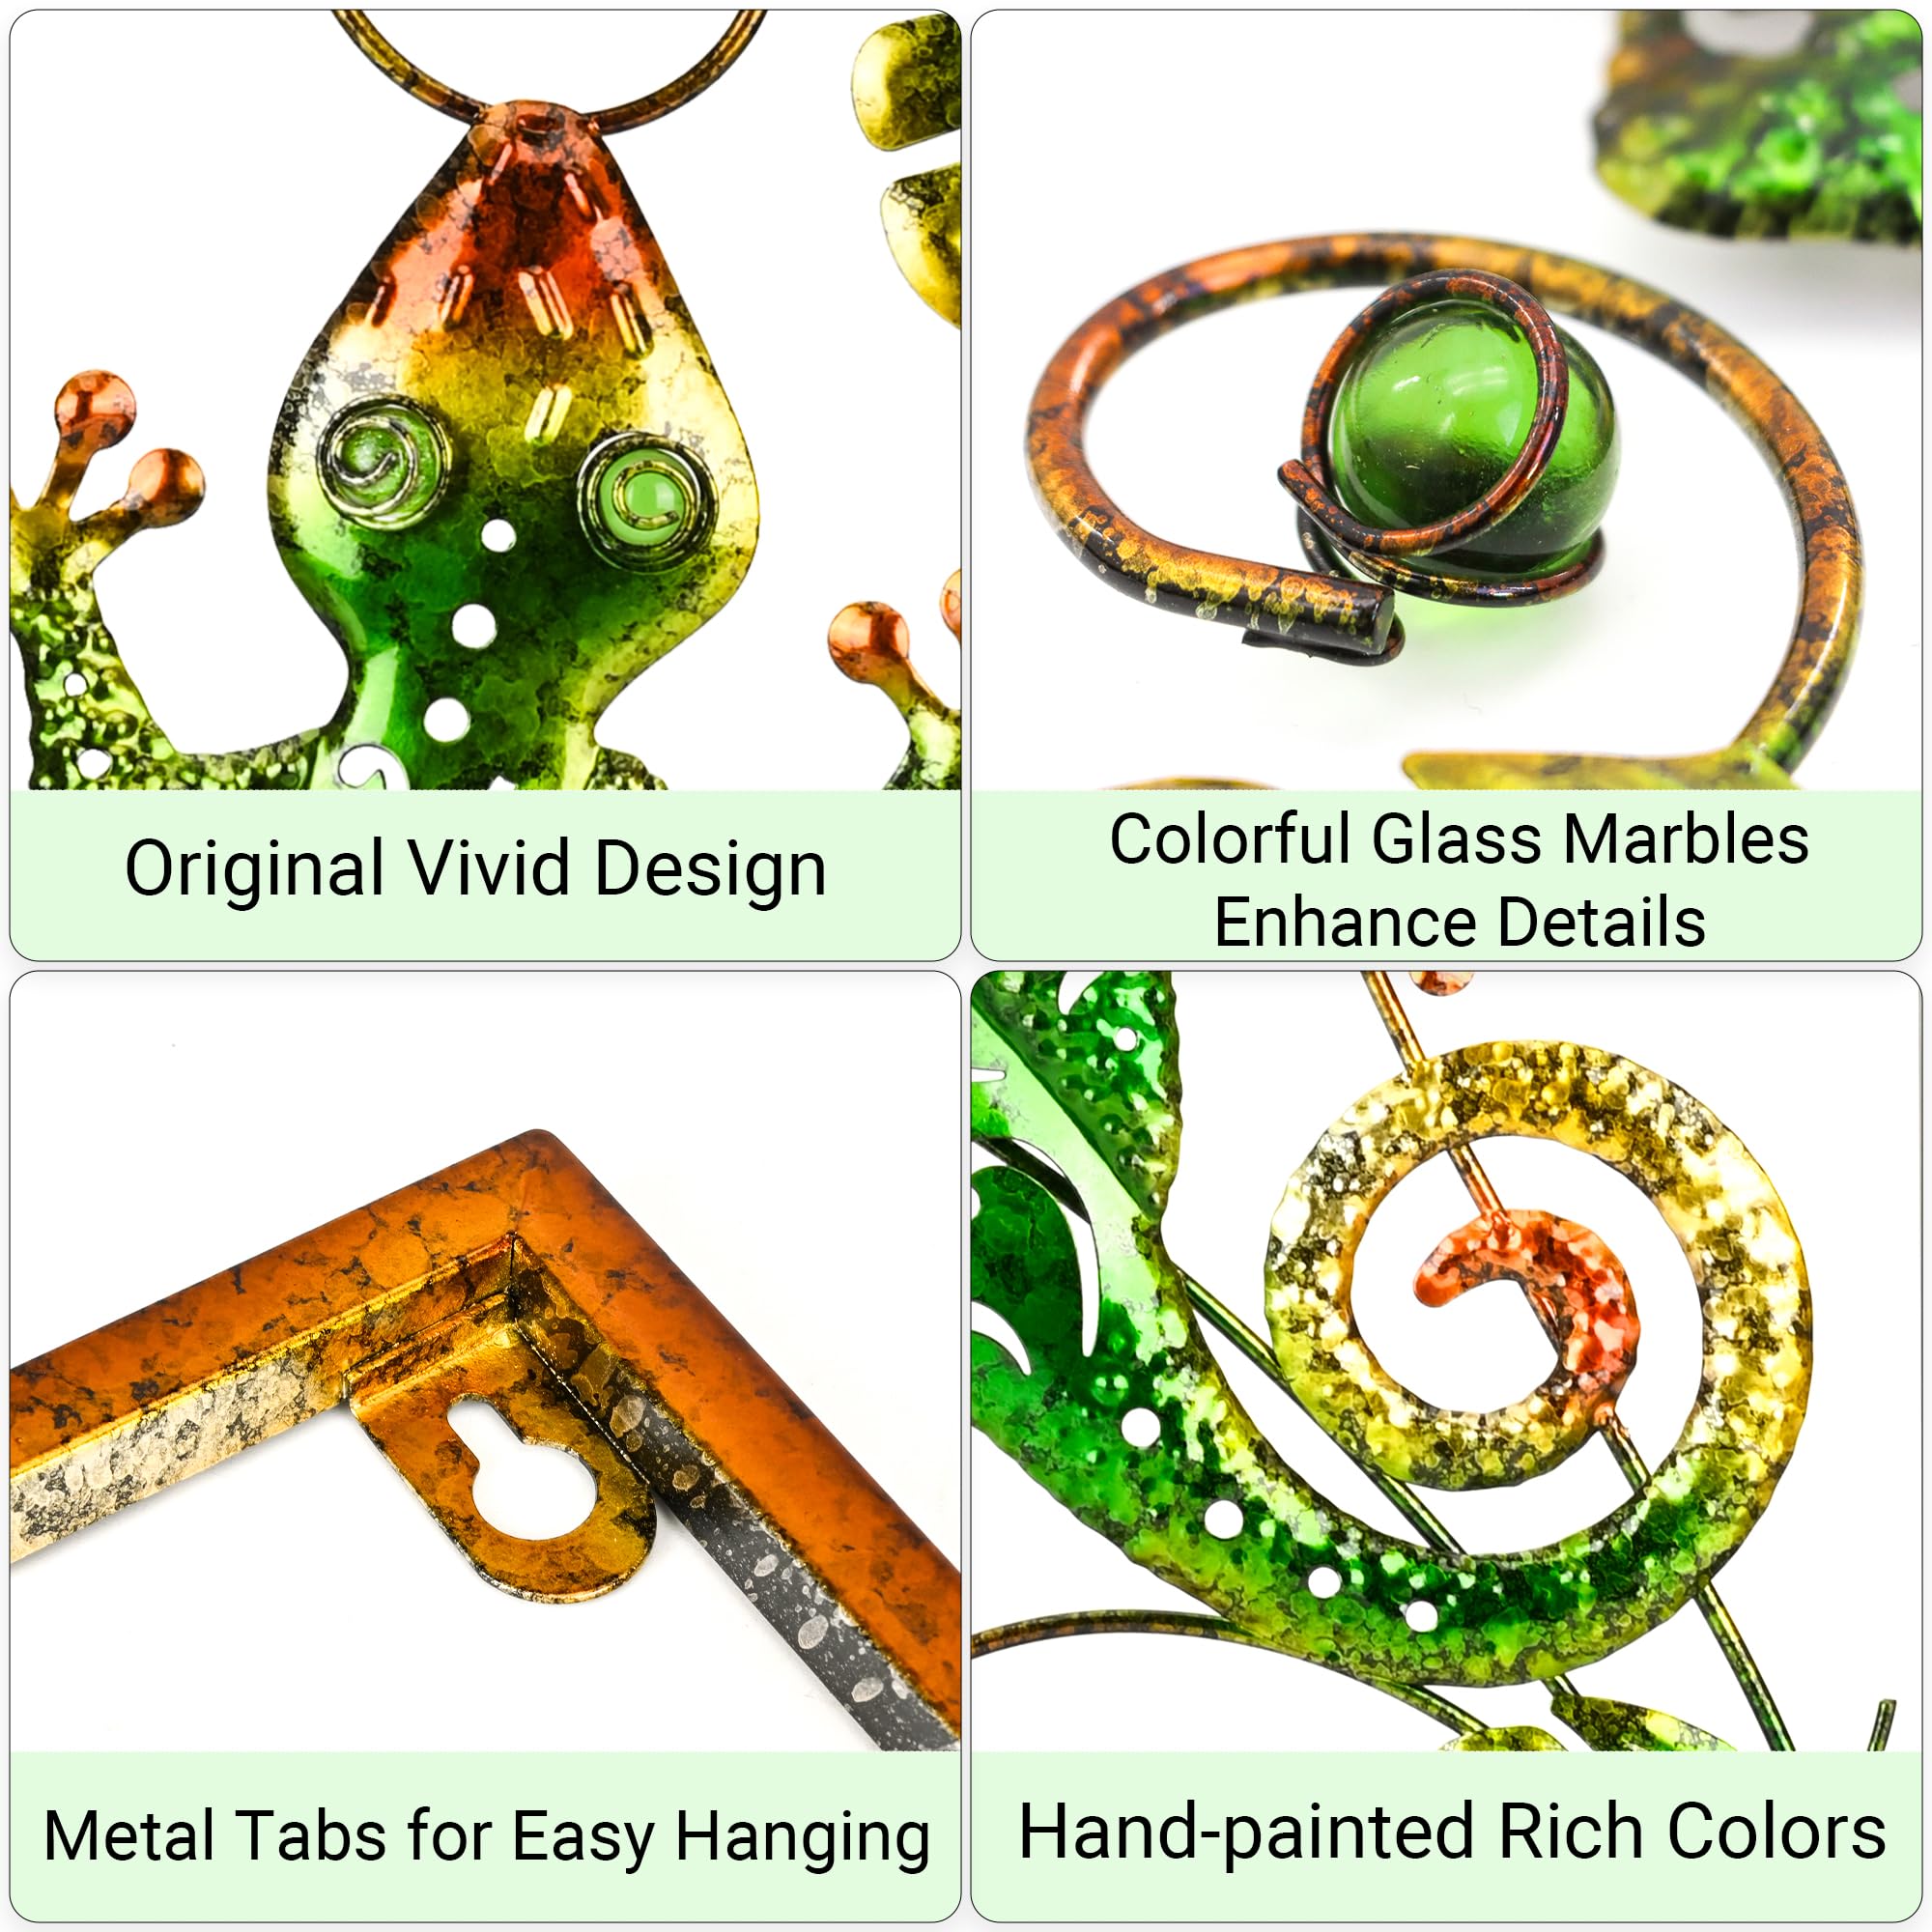 Original Vivid Design
Colorful Glass Marbles
Enhance Details
Metal Tabs for Easy Hanging
Hand-painted Rich Colors